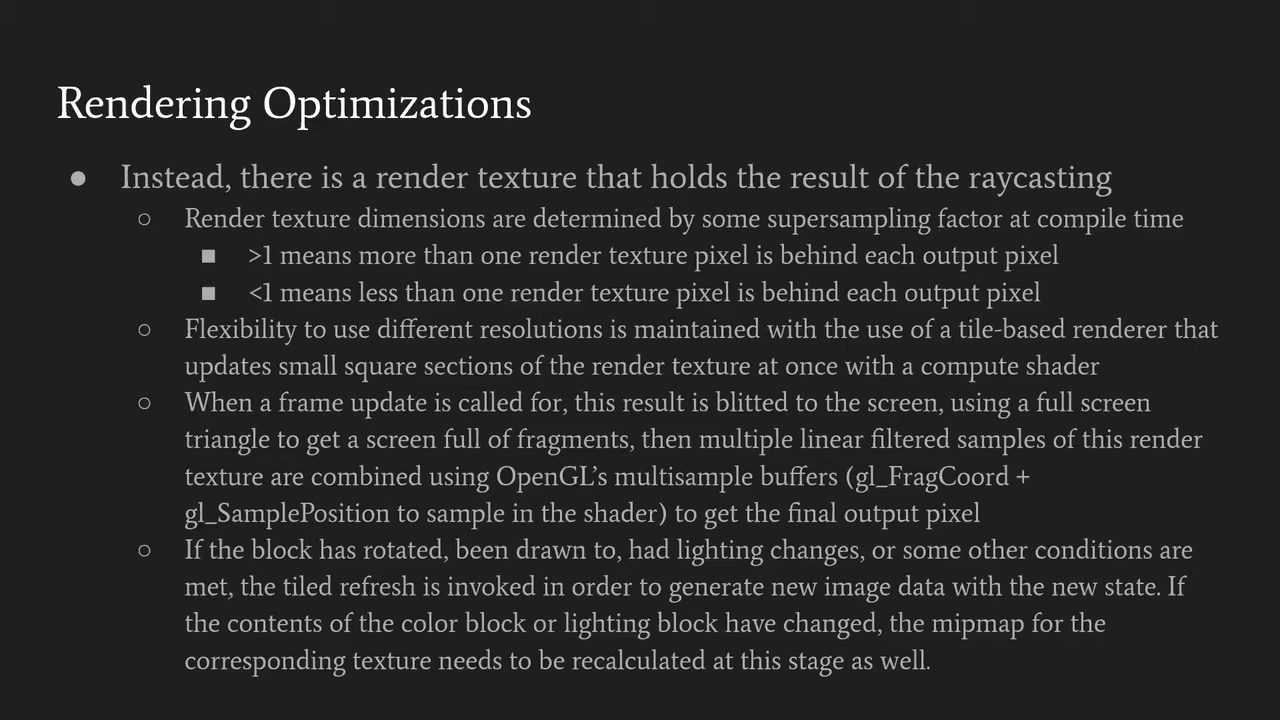 Rendering Optimizations
● Instead, there is a render texture that holds the result of the raycasting
○ Render texture dimensions are determined by some supersampling factor at compile time
■ >1 means more than one render texture pixel is behind each output pixel
■ <1 means less than one render texture pixel is behind each output pixel
○ Flexibility to use different resolutions is maintained with the use of a tile-based renderer that
updates small square sections of the render texture at once with a compute shader
○ When a frame update is called for, this result is blitted to the screen, using a full screen
triangle to get a screen full of fragments, then multiple linear filtered samples of this render
texture are combined using OpenGL’s multisample buffers (gl_FragCoord +
gl_SamplePosition to sample in the shader) to get the final output pixel
○ If the block has rotated, been drawn to, had lighting changes, or some other conditions are
met, the tiled refresh is invoked in order to generate new image data with the new state. If
the contents of the color block or lighting block have changed, the mipmap for the
corresponding texture needs to be recalculated at this stage as well.